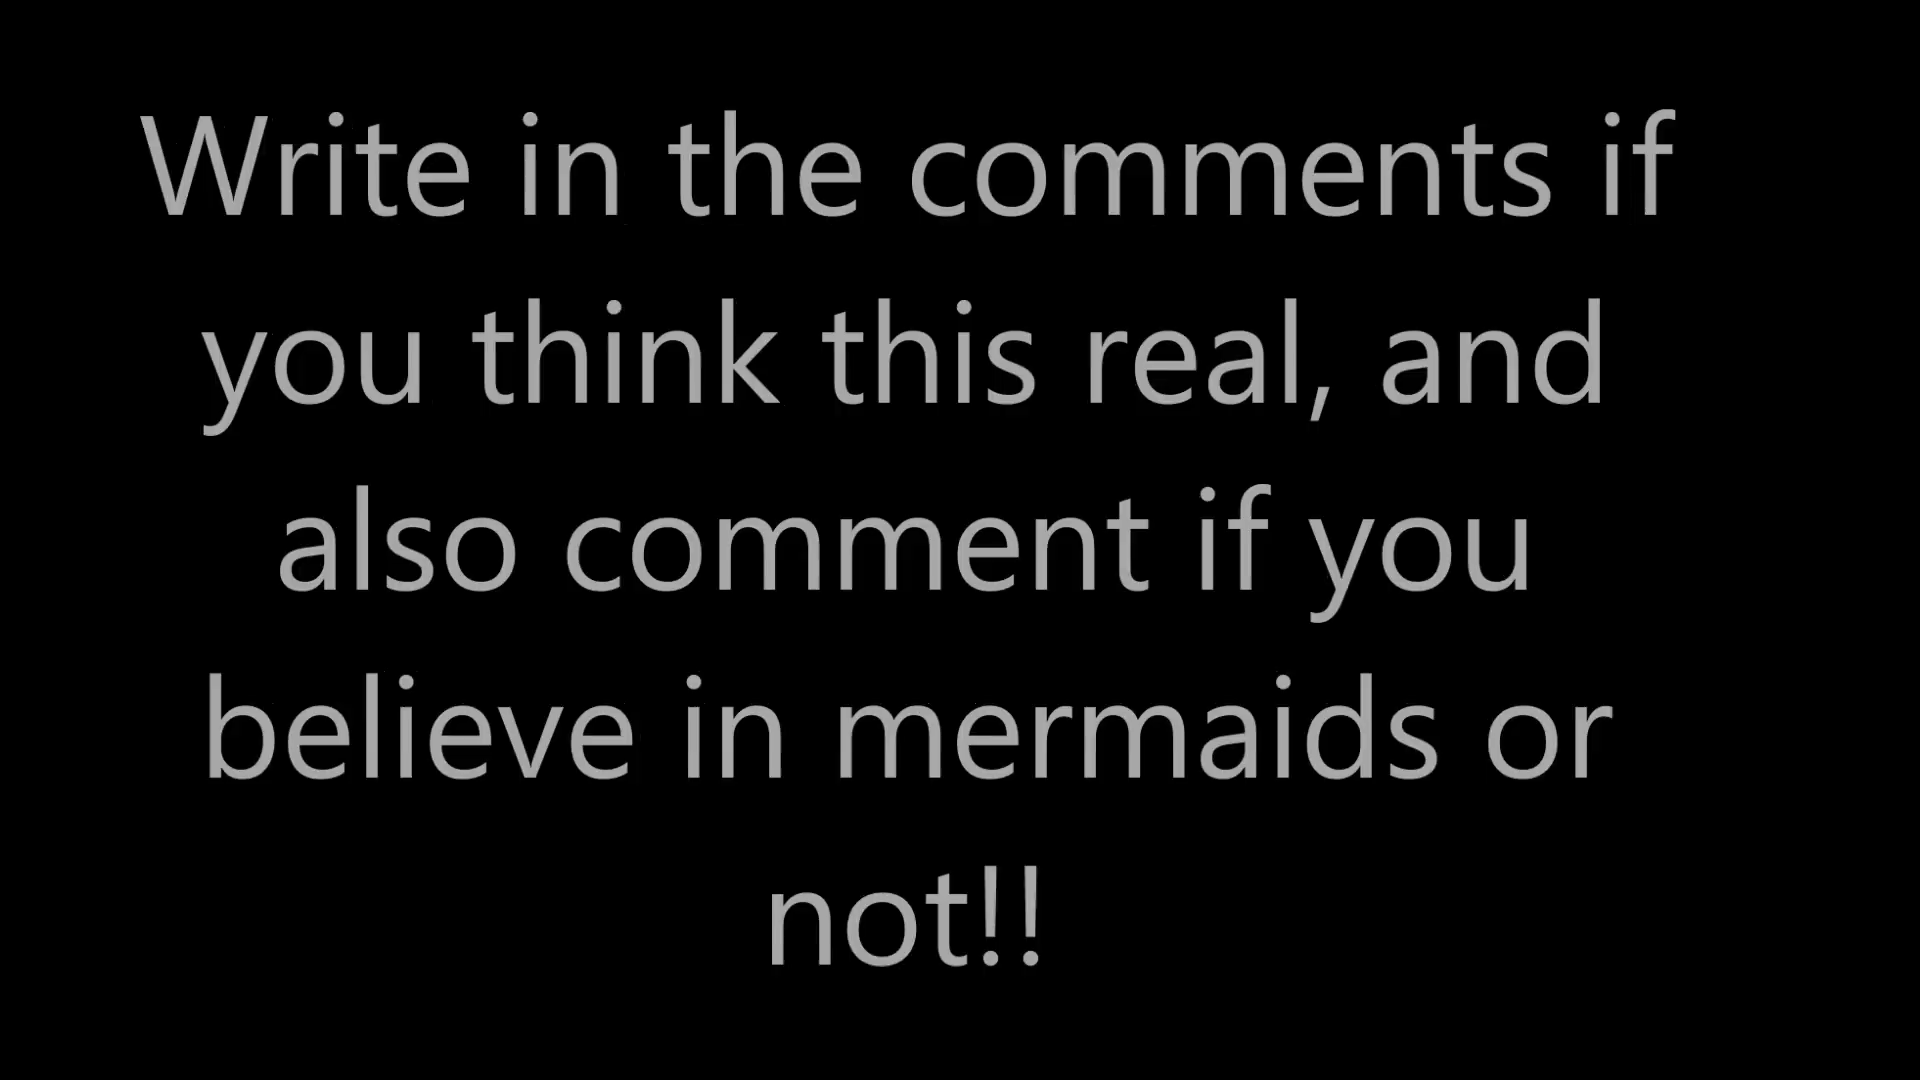 Write in the comments if
you think this real, and
also comment if you
believe in mermaids or
not!!